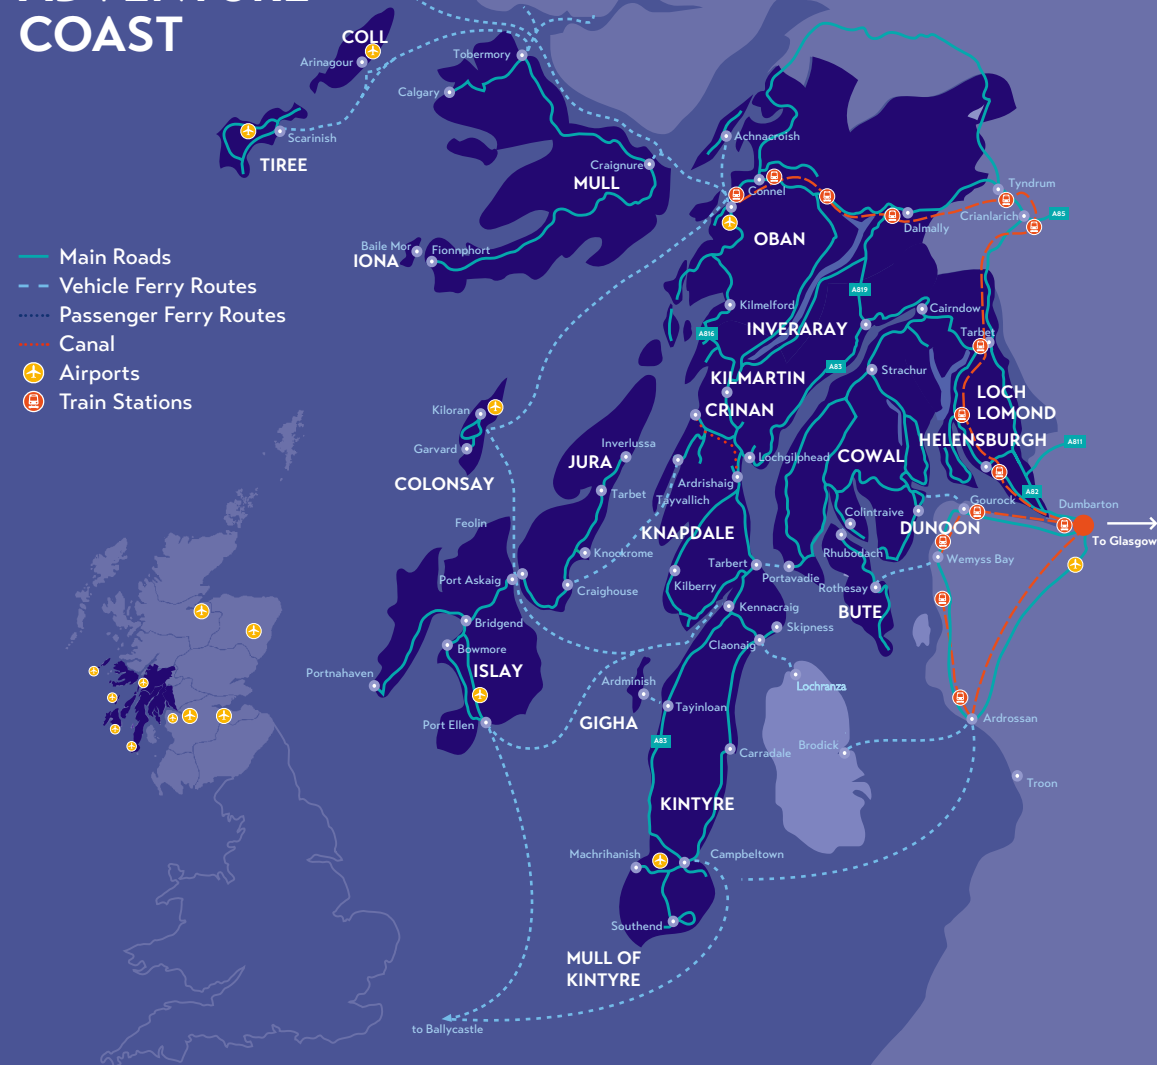 ADVENTURE
COAST
COLL
Arinagour
Tobermory
Calgary
Scarinish
TIREE
Achnacroish
Craignure
MULL
Connel
Tyndrum
Crianlarich
A85
Dalmally
OBAN
Baile Mor
Fionnphort
IONA
Main Roads
Vehicle Ferry Routes
Passenger Ferry Routes
Canal
Airports
Train Stations
A819
Kilmelford
Cairndow
A816
INVERARAY
Tarbet
A83
Strachur
KILMARTIN
LOCH
LOMOND
CRINAN
Kiloran
HELENSBURGH
A811
Garvard
Inverlussa
JURA
Lochgilphead
COWAL
COLONSAY
Ardrishaig
Tarbet
Tayvallich
A82
Gourock
Dumbarton
Colintraive
Feolin
KNAPDALE
DUNOON
To Glasgow
Knockrome
Rhubodach
Wemyss Bay
Tarbert
Port Askaig
Portavadie
Craighouse
Kilberry
Rothesay
Kennacraig
BUTE
Bridgend
Skipness
Claonaig
Bowmore
ISLAY
Portnahaven
Ardminish
Lochranza
Tayinloan
GIGHA
Port Ellen
Ardrossan
A83
Brodick
Carradale
Troon
KINTYRE
Machrihanish
Campbeltown
Southend
MULL OF
KINTYRE
to Ballycastle